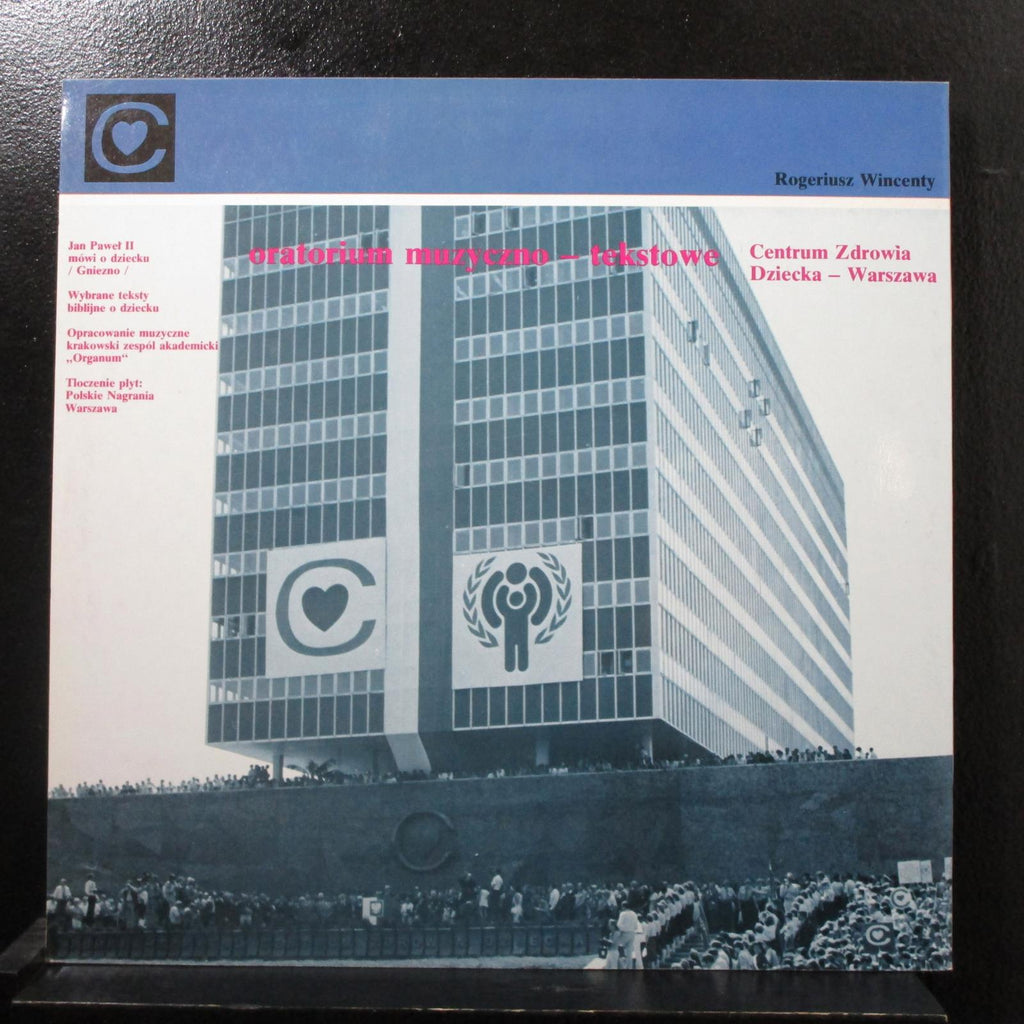 Rogeriusz Wincenty
oratorium muzyczno – tekstowe
Centrum Zdrowia
Dziecka – Warszawa
Jan Paweł II
mówi o dziecku
/ Gniezno /
Wybrane teksty
biblijne o dziecku
Opracowanie muzyczne
krakowski zespół akademicki
„Organum“
Tłoczenie płyt:
Polskie Nagrania
Warszawa